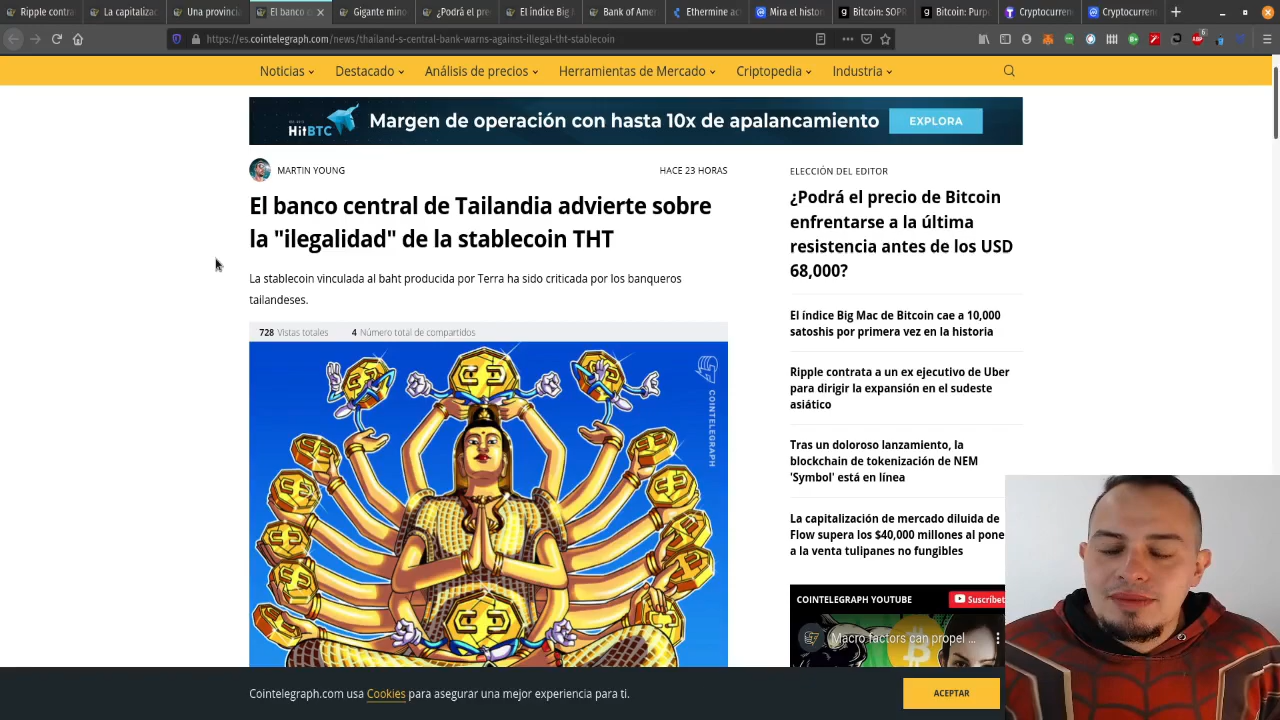 Ripple contra
La capitaliza
Una provincia
El banco ce
Gigante mino
¿Podrá el pre
El índice Big
Bank of Amer
Ethermine ac
Mira el histor
Bitcoin: SOPR
Bitcoin: Purp
Cryptocurren
Cryptocurren
https://es.cointelegraph.com/news/thailand-s-central-bank-warns-against-illegal-tht-stablecoin
Noticias Destacado Análisis de precios Herramientas de Mercado Criptopedia Industria
HitBTC Margen de operación con hasta 10x de apalancamiento EXPLORA
MARTIN YOUNG HACE 23 HORAS
El banco central de Tailandia advierte sobre
la "ilegalidad" de la stablecoin THT
La stablecoin vinculada al baht producida por Terra ha sido criticada por los banqueros
tailandeses.
728 Vistas totales 4 Número total de compartidos
COINTELEGRAPH
ELECCIÓN DEL EDITOR
¿Podrá el precio de Bitcoin
enfrentarse a la última
resistencia antes de los USD
68,000?
El índice Big Mac de Bitcoin cae a 10,000
satoshis por primera vez en la historia
Ripple contrata a un ex ejecutivo de Uber
para dirigir la expansión en el sudeste
asiático
Tras un doloroso lanzamiento, la
blockchain de tokenización de NEM
'Symbol' está en línea
La capitalización de mercado diluida de
Flow supera los $40,000 millones al pone
a la venta tulipanes no fungibles
COINTELEGRAPH YOUTUBE Suscríbet
Macro factors can propel ...
Cointelegraph.com usa Cookies para asegurar una mejor experiencia para ti.
ACEPTAR